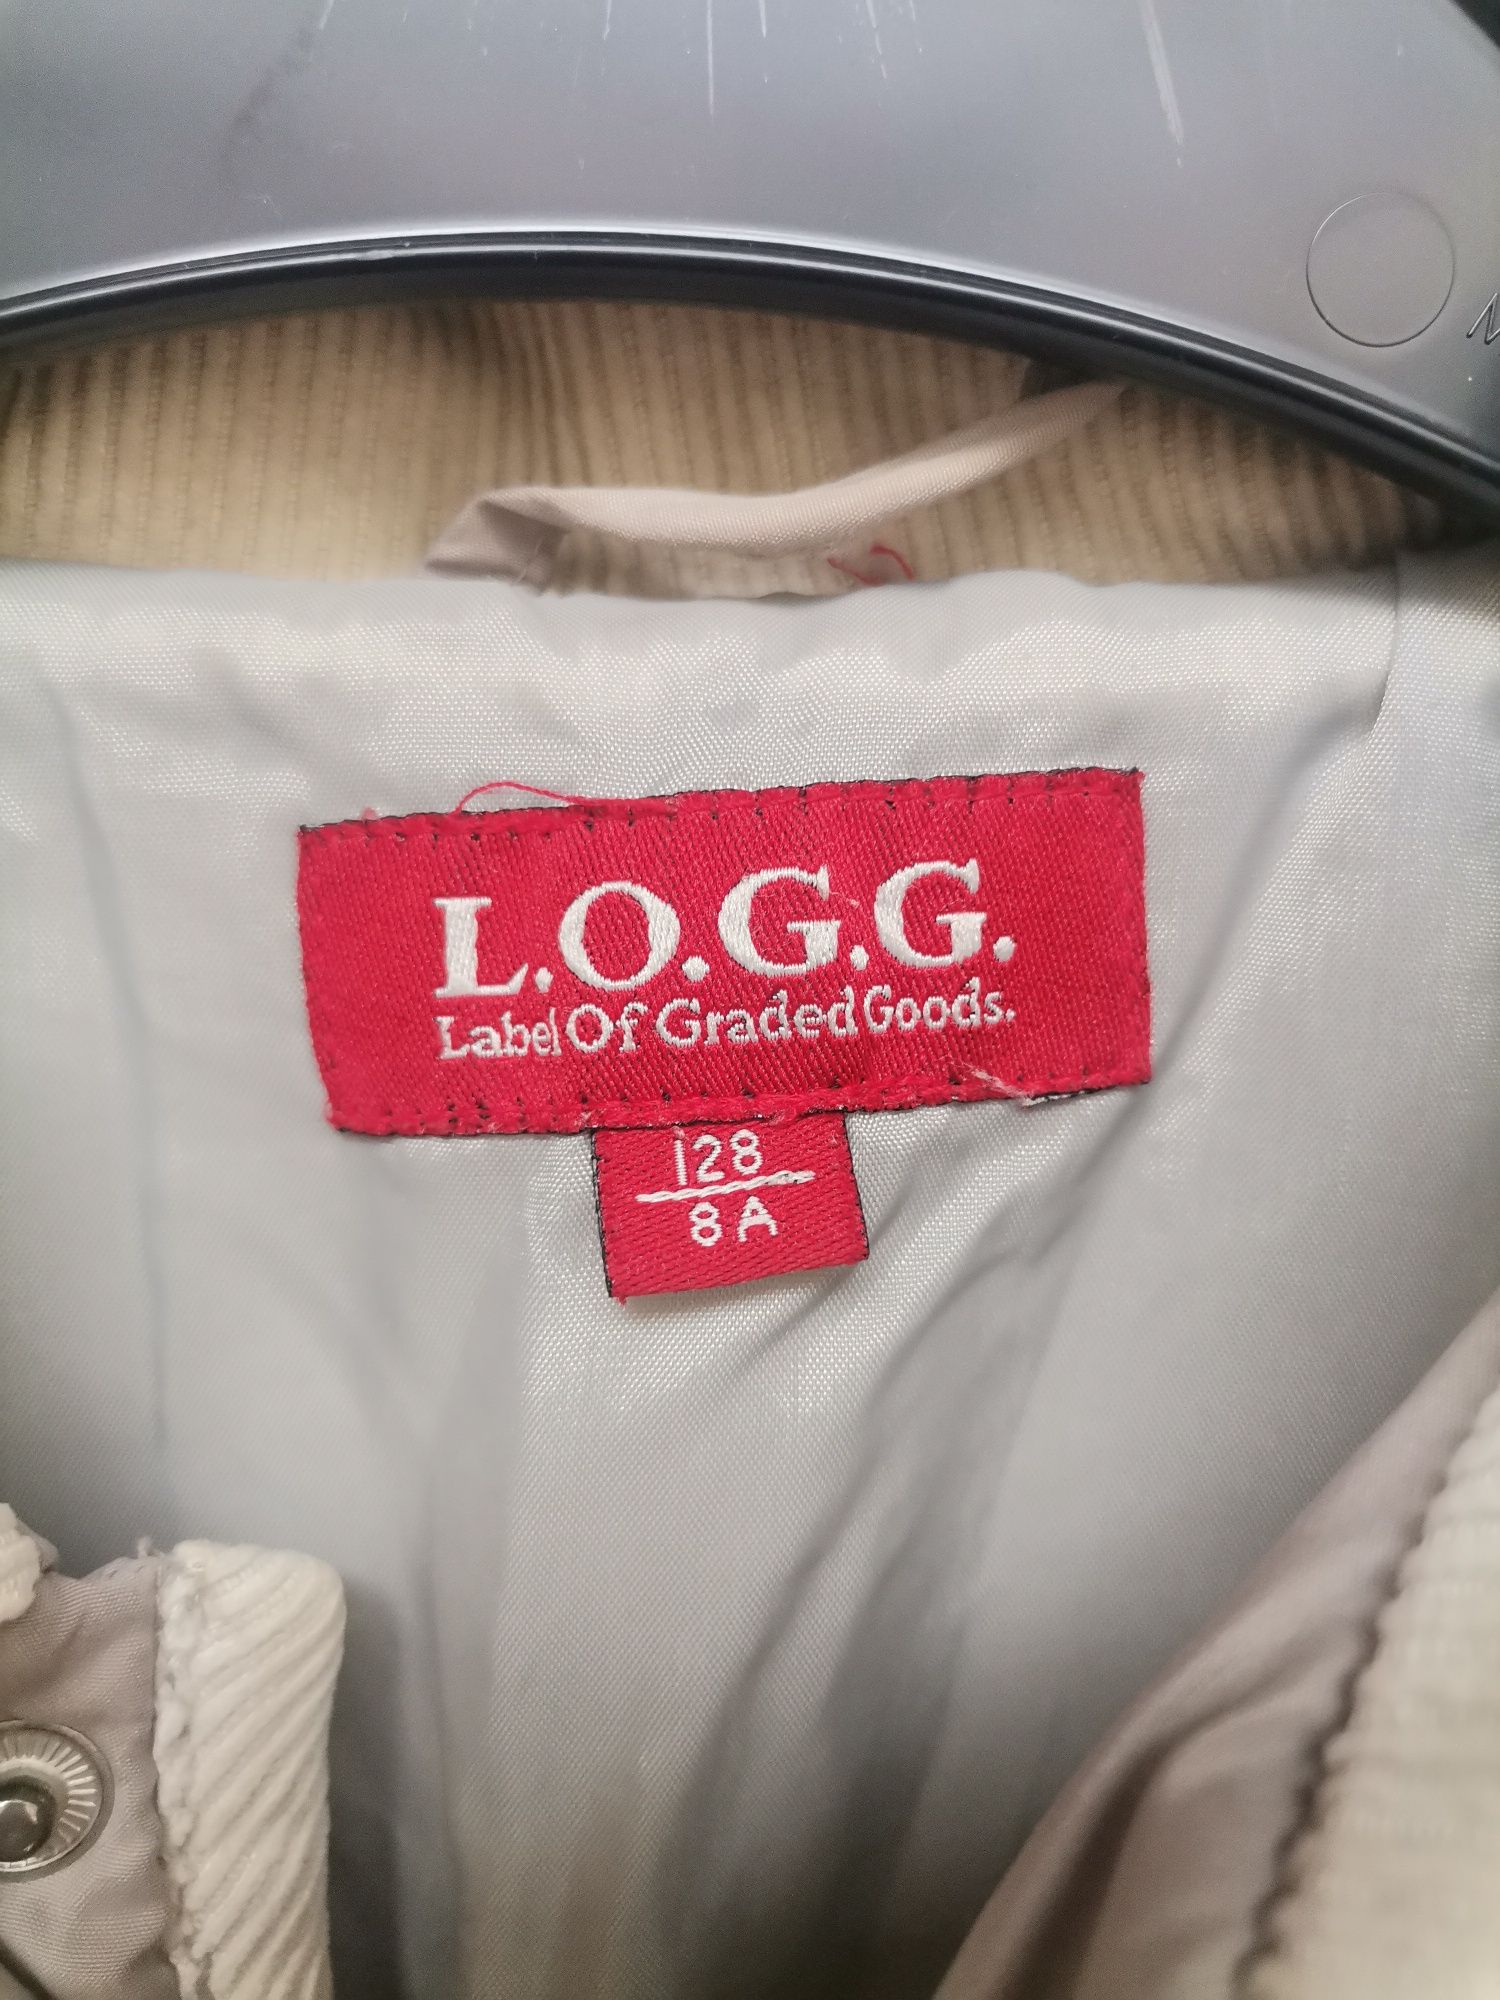 L.O.G.G.
Label Of Graded Goods.
128
8A